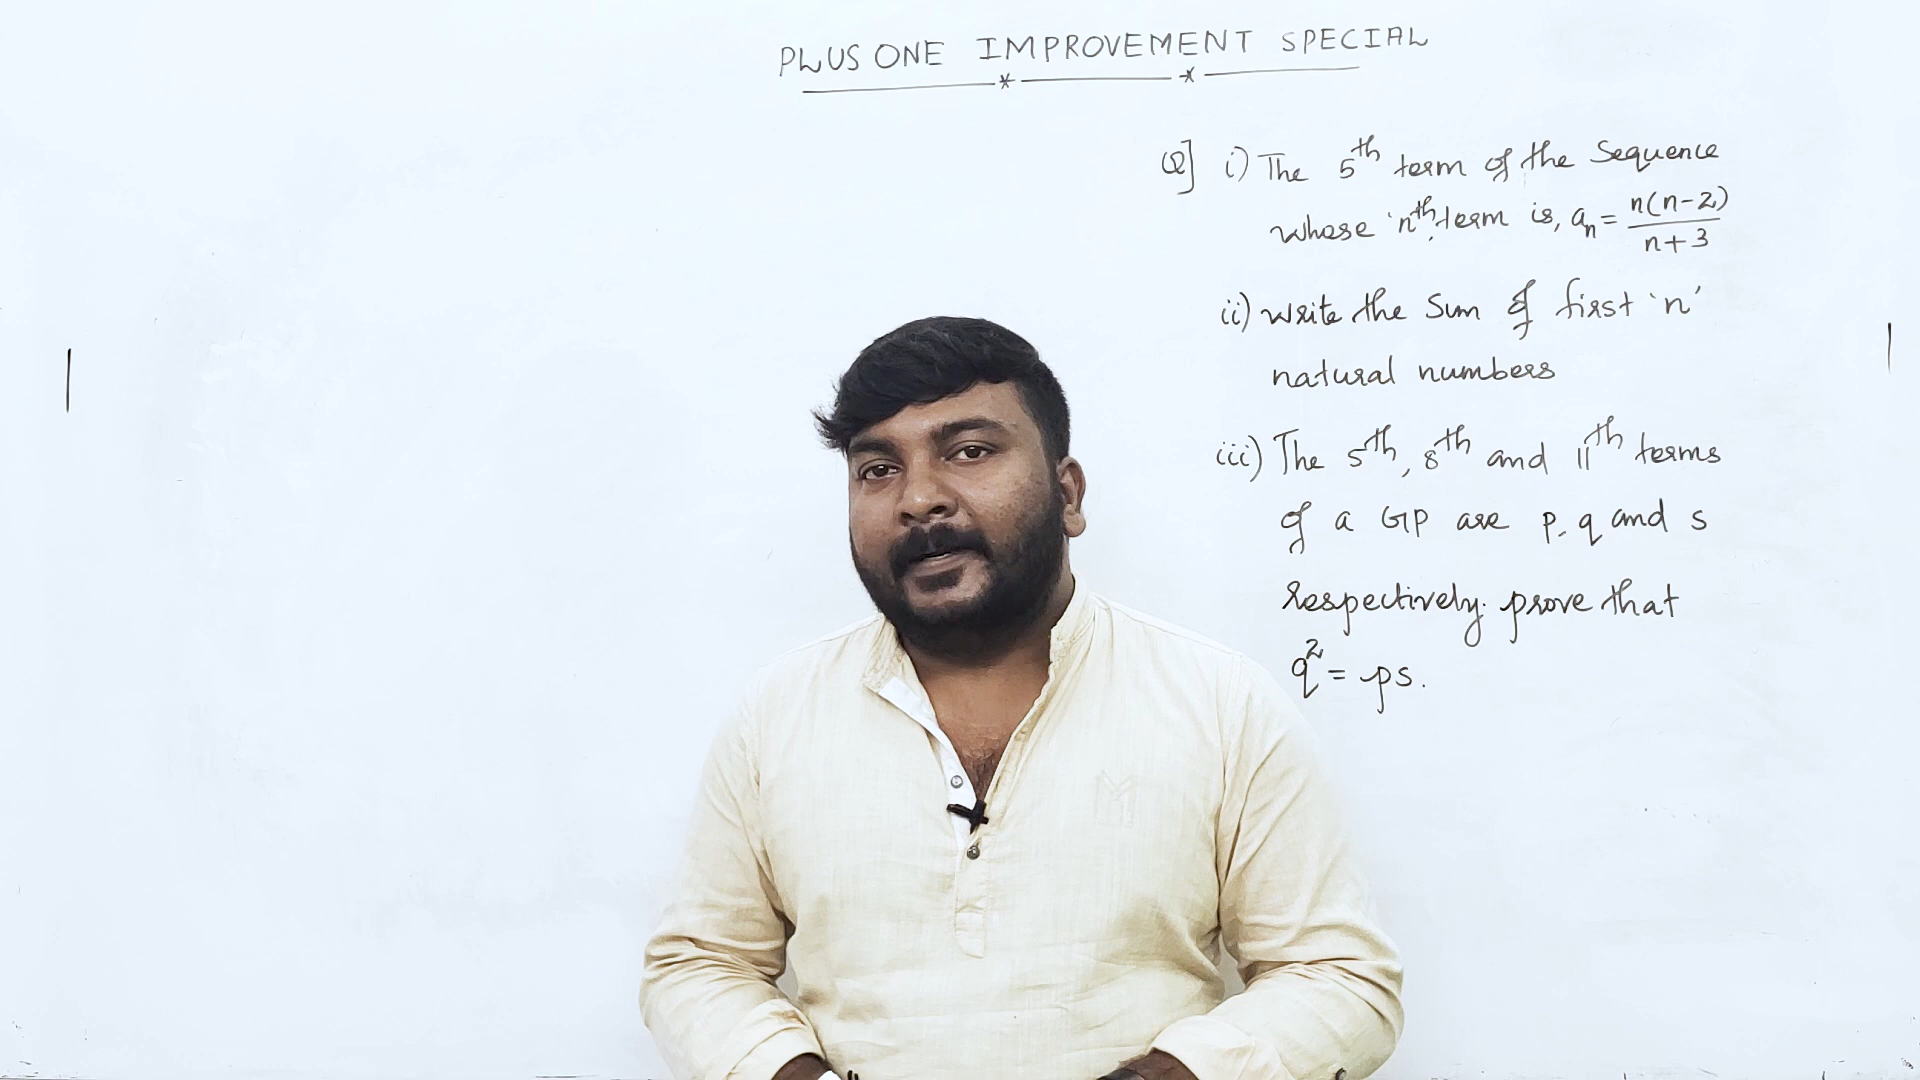 PLUS ONE IMPROVEMENT SPECIAL
Q] i) The 5th term of the Sequence
whose 'nth' term is, aₙ = n(n-2)/n+3
ii) write the Sum of first 'n'
natural numbers
iii) The 5th, 8th and 11th terms
of a GP are p, q and s
respectively. prove that
q² = ps.